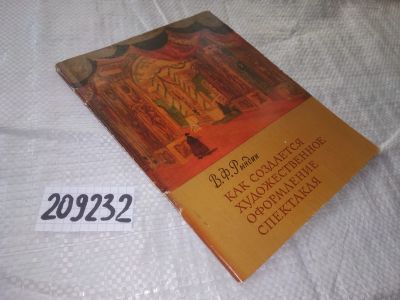 В.Ф.Рындин
КАК СОЗДАЕТСЯ
ХУДОЖЕСТВЕННОЕ
ОФОРМЛЕНИЕ
СПЕКТАКЛЯ
209232